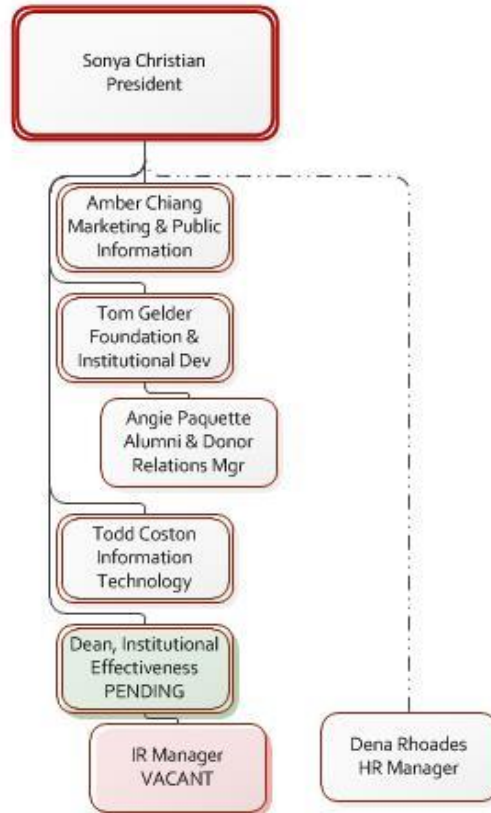 Sonya Christian
President
Amber Chiang
Marketing & Public
Information
Tom Gelder
Foundation &
Institutional Dev
Angie Paquette
Alumni & Donor
Relations Mgr
Todd Coston
Information
Technology
Dean, Institutional
Effectiveness
PENDING
IR Manager
VACANT
Dena Rhoades
HR Manager